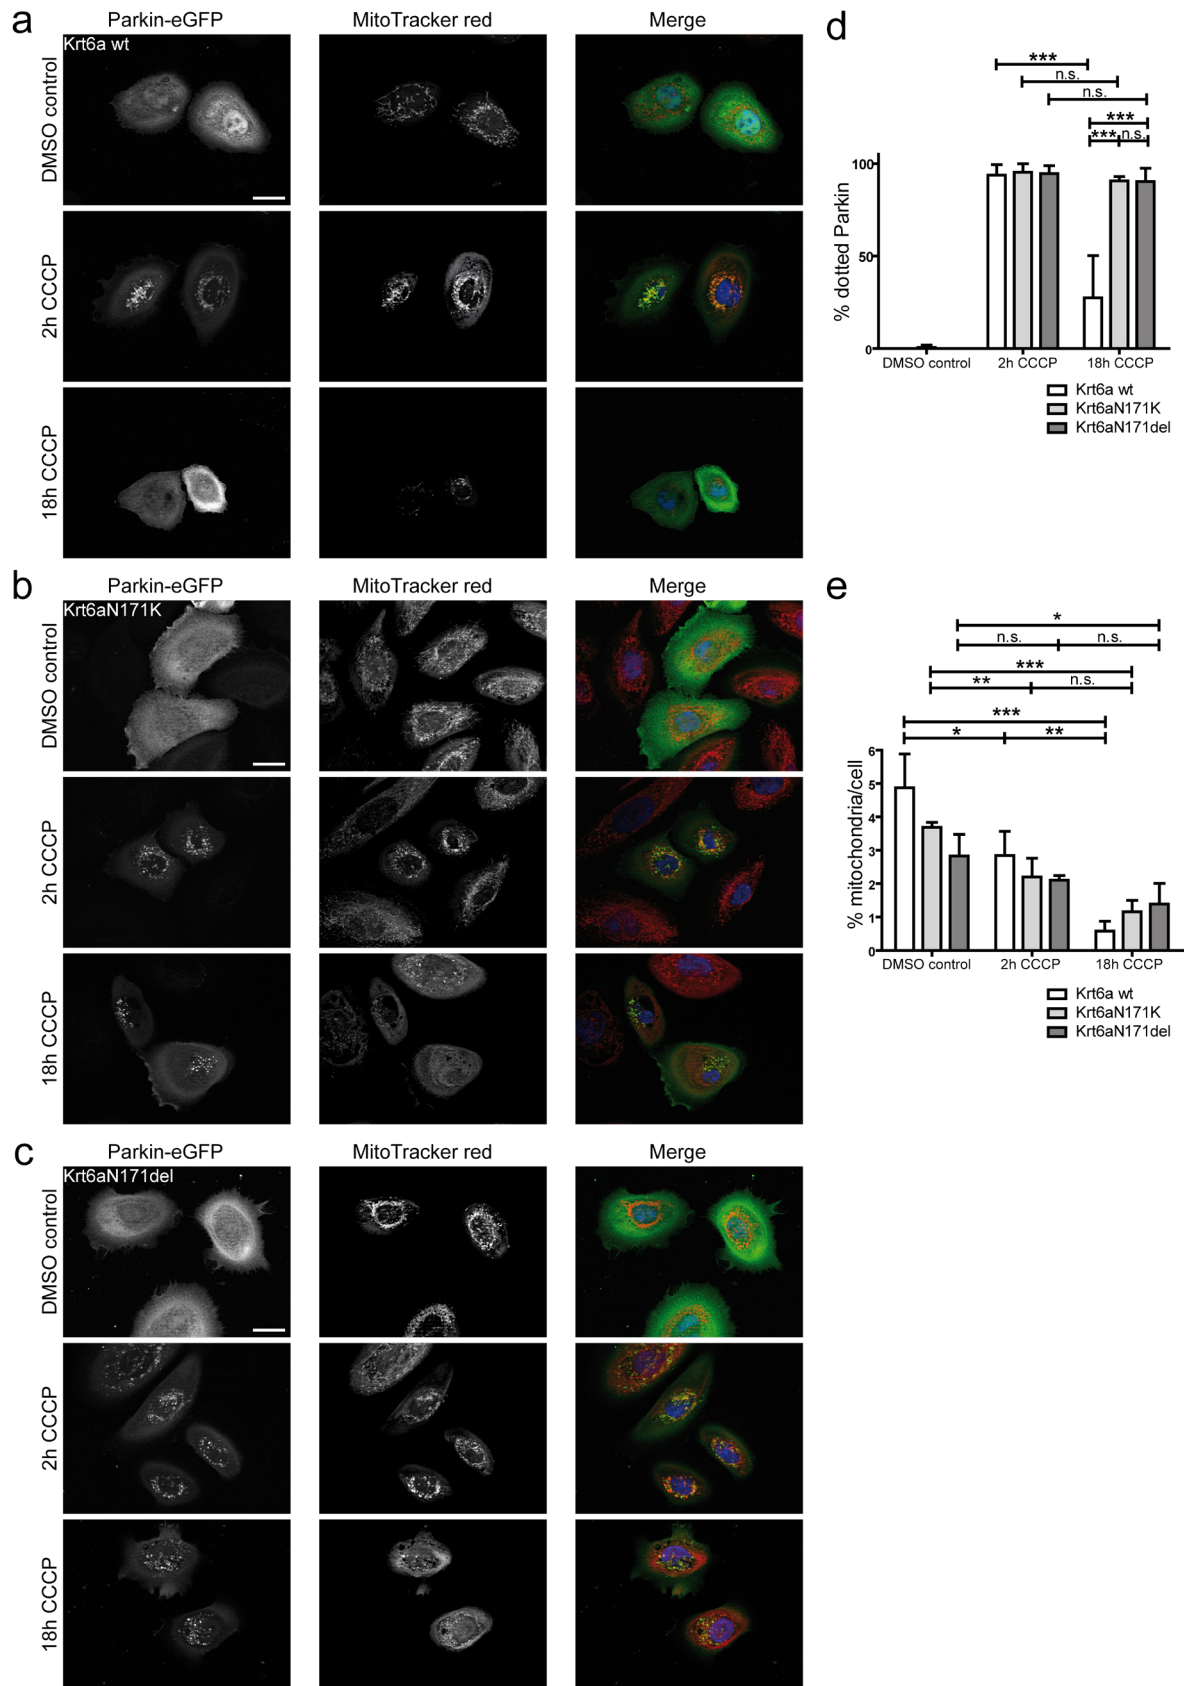 a
Parkin-eGFP MitoTracker red Merge
Krt6a wt
DMSO control
2h CCCP
18h CCCP
b
Parkin-eGFP MitoTracker red Merge
Krt6aN171K
DMSO control
2h CCCP
18h CCCP
c
Parkin-eGFP MitoTracker red Merge
Krt6aN171del
DMSO control
2h CCCP
18h CCCP
d
***
n.s.
n.s.
***
*** n.s.
% dotted Parkin
100
50
0
DMSO control 2h CCCP 18h CCCP
Krt6a wt
Krt6aN171K
Krt6aN171del
e
*
n.s. n.s.
***
** n.s.
***
* **
% mitochondria/cell
6
5
4
3
2
1
0
DMSO control 2h CCCP 18h CCCP
Krt6a wt
Krt6aN171K
Krt6aN171del